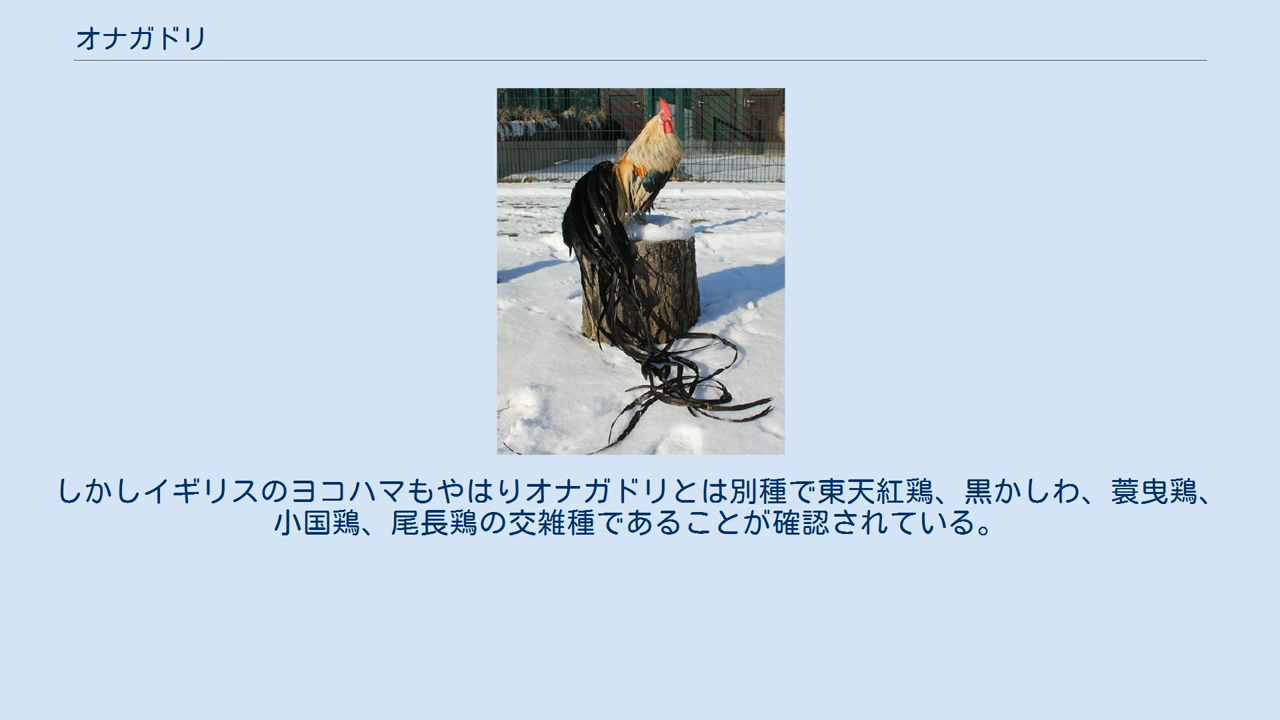 オナガドリ
しかしイギリスのヨコハマもやはりオナガドリとは別種で東天紅鶏、黒かしわ、蓑曳鶏、
小国鶏、尾長鶏の交雑種であることが確認されている。